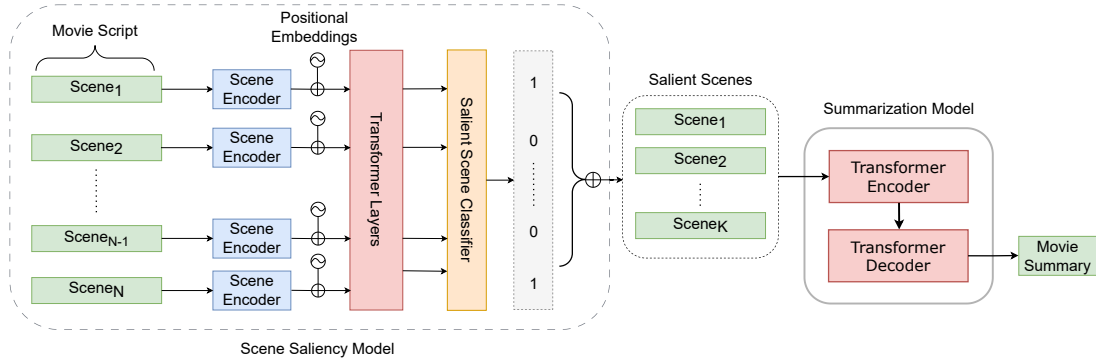 Movie Script
Scene1
Scene2
SceneN-1
SceneN
Scene
Encoder
Scene
Encoder
Scene
Encoder
Scene
Encoder
Positional
Embeddings
Transformer Layers
Salient Scene Classifier
1
0
0
1
Scene Saliency Model
Salient Scenes
Scene1
Scene2
SceneK
Summarization Model
Transformer
Encoder
Transformer
Decoder
Movie
Summary